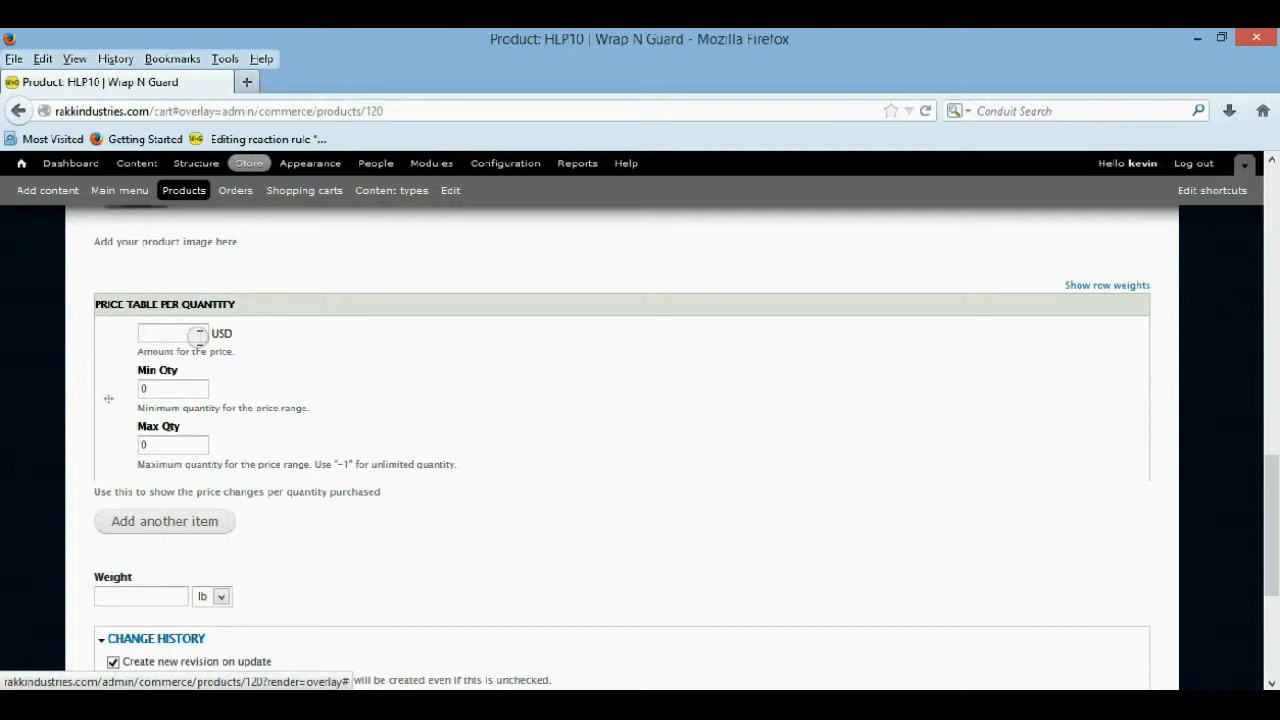 Product: HLP10 | Wrap N Guard - Mozilla Firefox
File Edit View History Bookmarks Tools Help
Product: HLP10 | Wrap N Guard
rakkindustries.com/cart#overlay=admin/commerce/products/120
Conduit Search
Most Visited Getting Started Editing reaction rule "...
Dashboard Content Structure Store Appearance People Modules Configuration Reports Help Hello kevin Log out
Add content Main menu Products Orders Shopping carts Content types Edit Edit shortcuts
Add your product image here
Show row weights
PRICE TABLE PER QUANTITY
USD
Amount for the price.
Min Qty
0
Minimum quantity for the price range.
Max Qty
0
Maximum quantity for the price range. Use "-1" for unlimited quantity.
Use this to show the price changes per quantity purchased
Add another item
Weight
lb
CHANGE HISTORY
Create new revision on update
rakkindustries.com/admin/commerce/products/120?render=overlay# will be created even if this is unchecked.